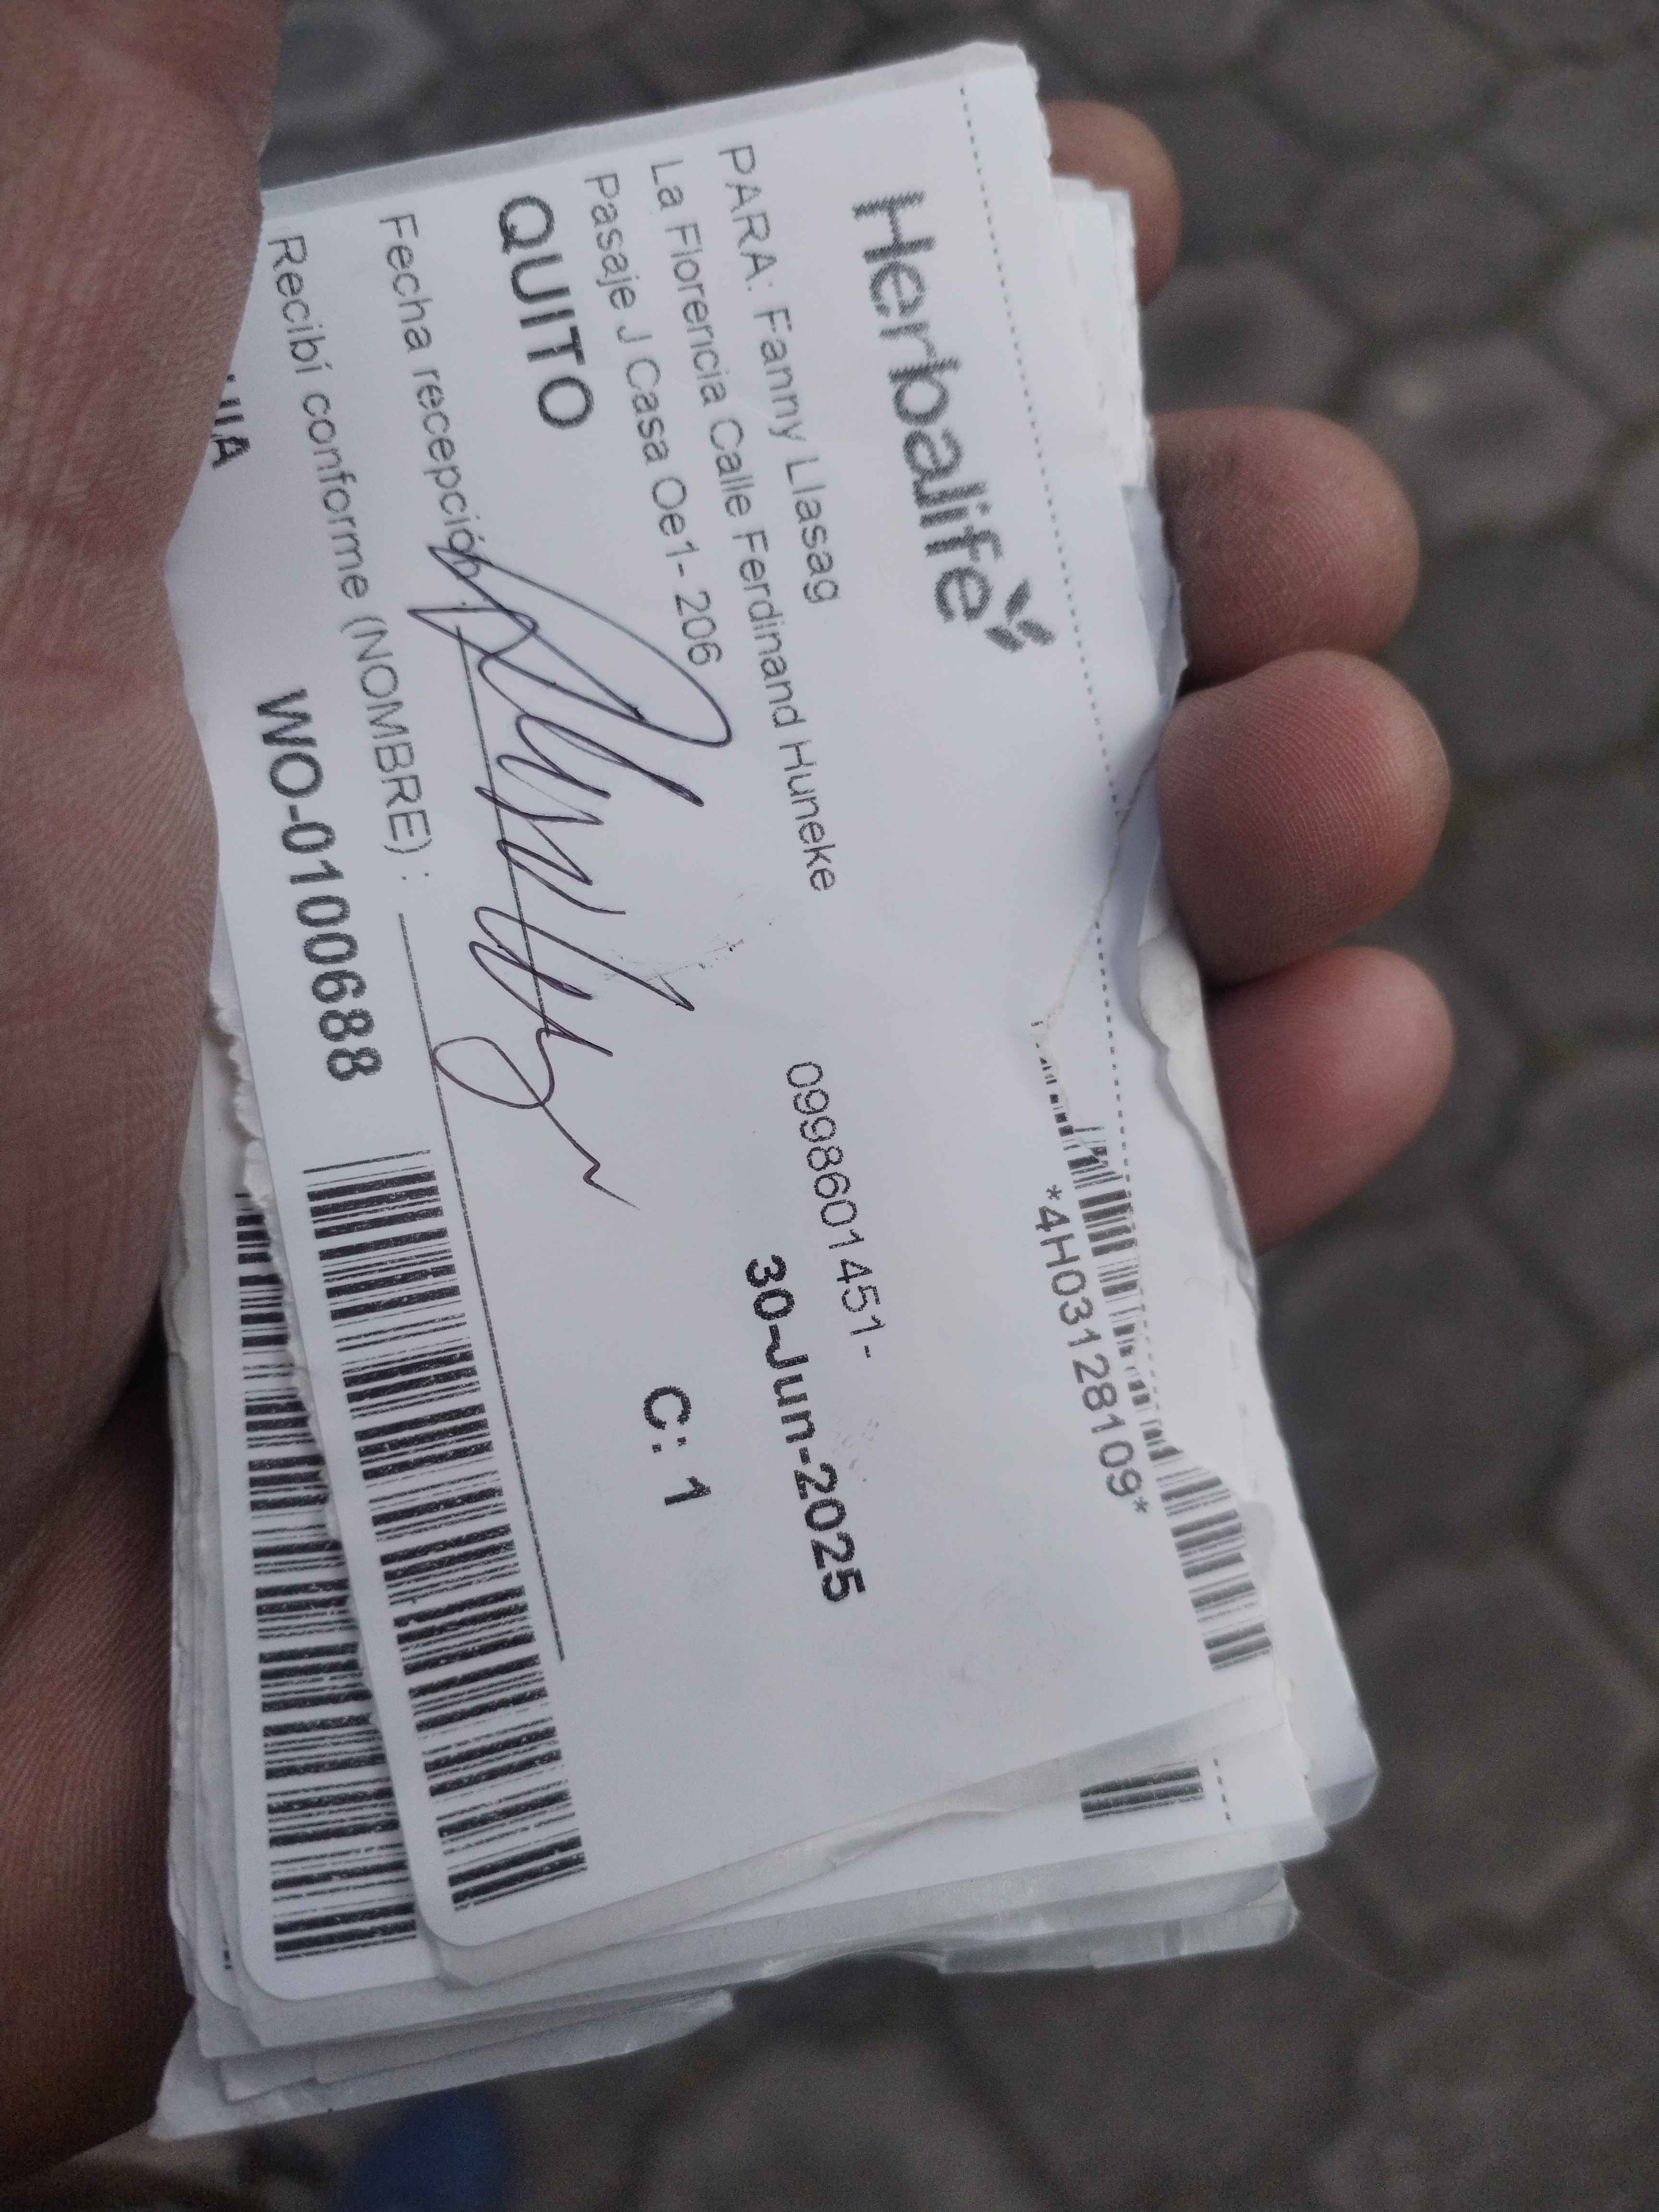 *4H03128109*
Herbalife
PARA: Fanny Llasag
0998601451-
La Florencia Calle Ferdinand Huneke
30-Jun-2025
Pasaje J Casa Oe1- 206
QUITO
C: 1
Fecha recepción
Recibí conforme (NOMBRE) :
WO-0100688